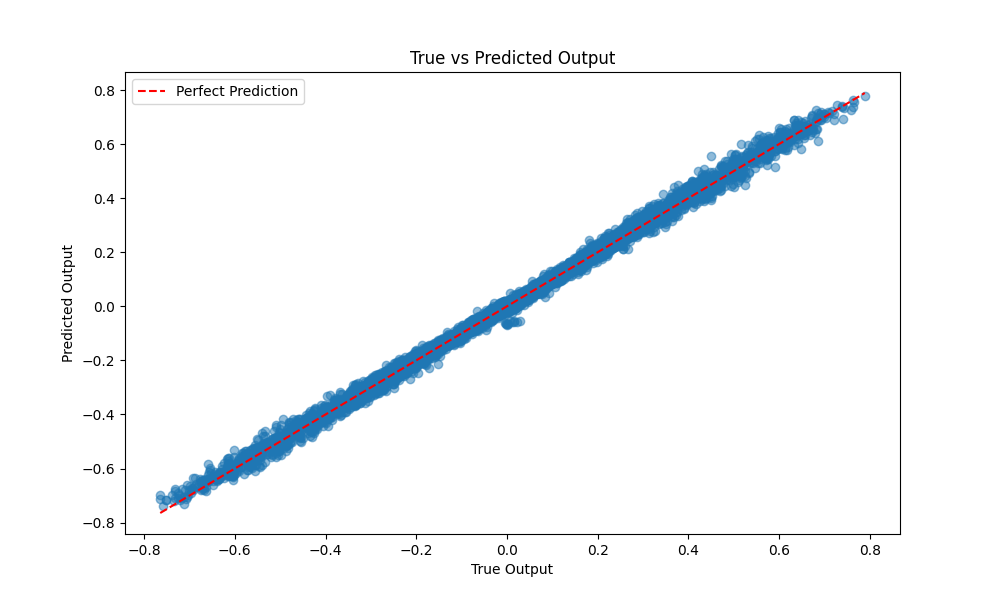 True vs Predicted Output
Perfect Prediction
0.8
0.6
0.4
0.2
0.0
−0.2
−0.4
−0.6
−0.8
Predicted Output
−0.8 −0.6 −0.4 −0.2 0.0 0.2 0.4 0.6 0.8
True Output